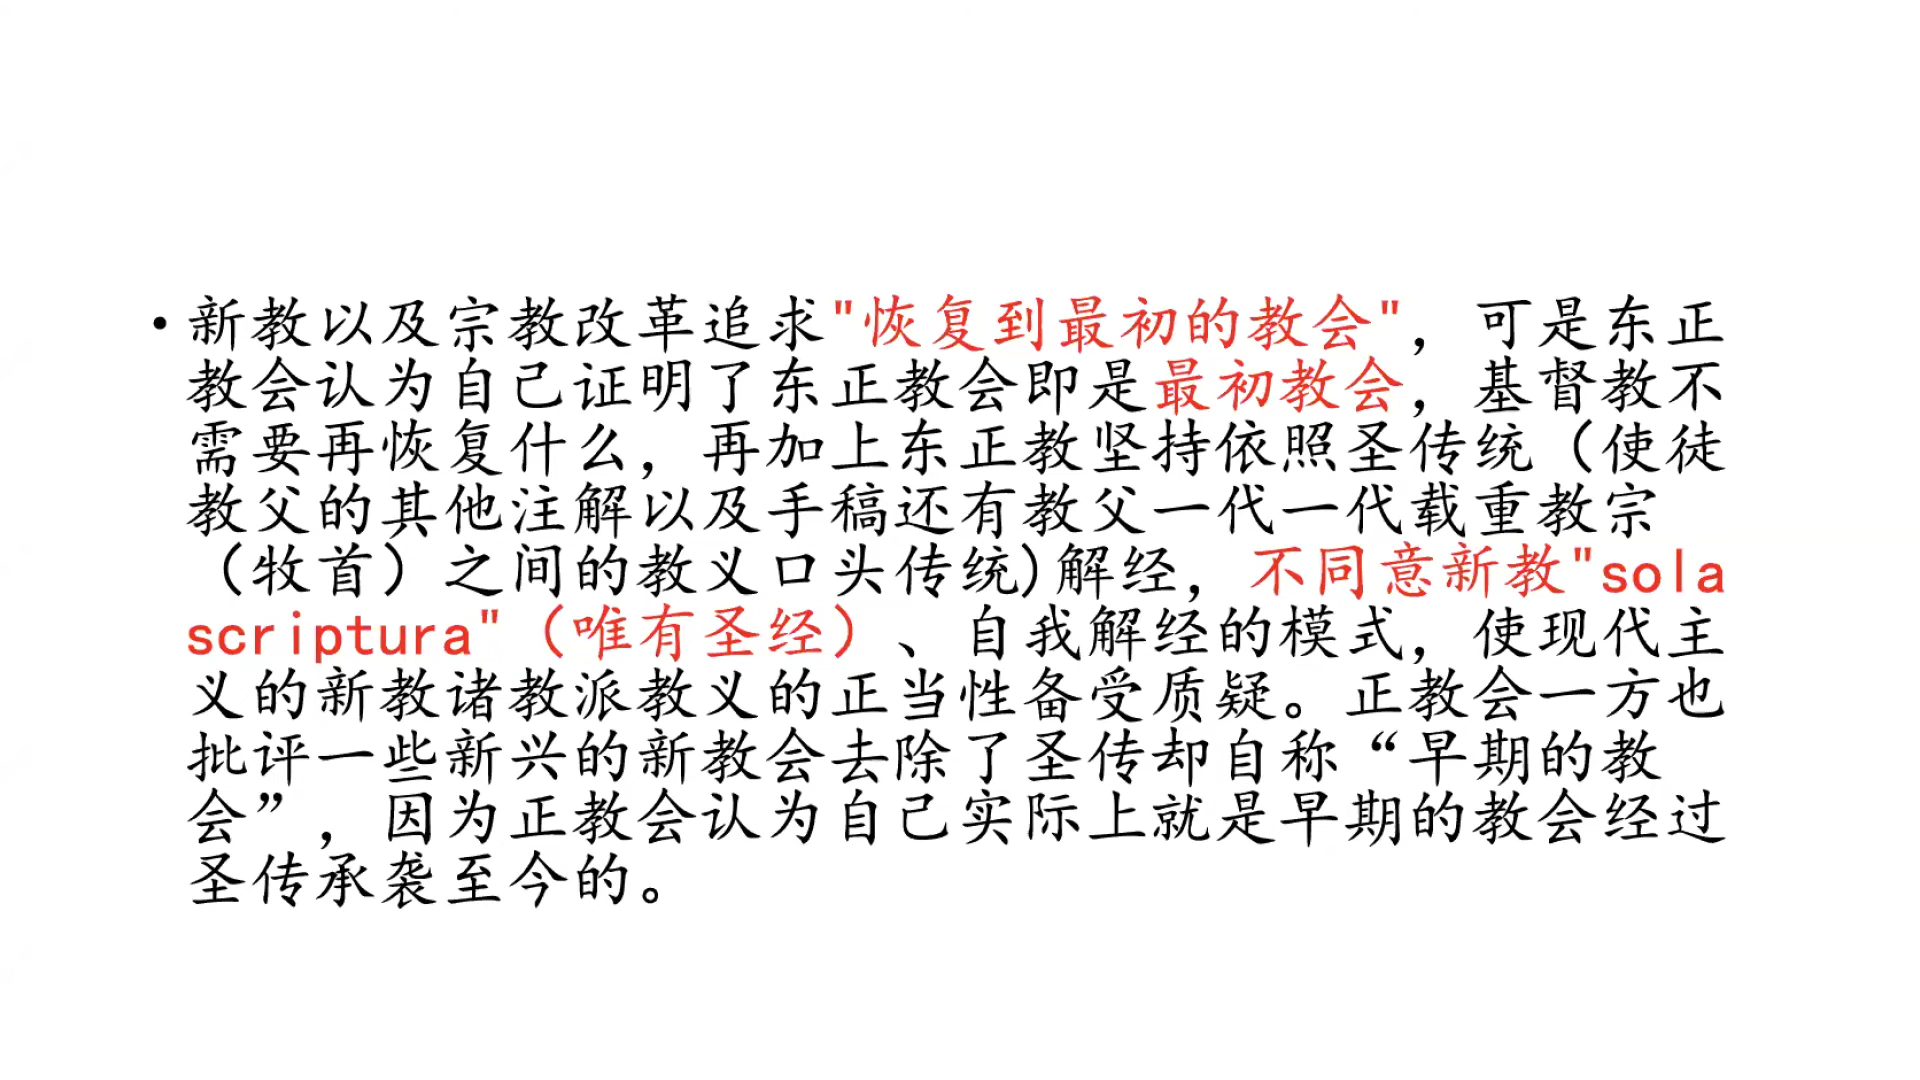 • 新教以及宗教改革追求"恢复到最初的教会"，可是东正
教会认为自己证明了东正教会即是最初教会，基督教不
需要再恢复什么，再加上东正教坚持依照圣传统（使徒
教父的其他注解以及手稿还有教父一代一代载重教宗
（牧首）之间的教义口头传统)解经，不同意新教"sola
scriptura"（唯有圣经）、自我解经的模式，使现代主
义的新教诸教派教义的正当性备受质疑。正教会一方也
批评一些新兴的新教会去除了圣传却自称“早期的教
会”，因为正教会认为自己实际上就是早期的教会经过
圣传承袭至今的。